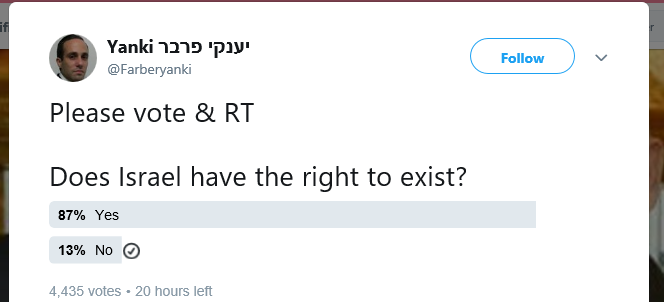 Yanki יענקי פרבר
@Farberyanki
Follow
Please vote & RT
Does Israel have the right to exist?
87% Yes
13% No
4,435 votes • 20 hours left